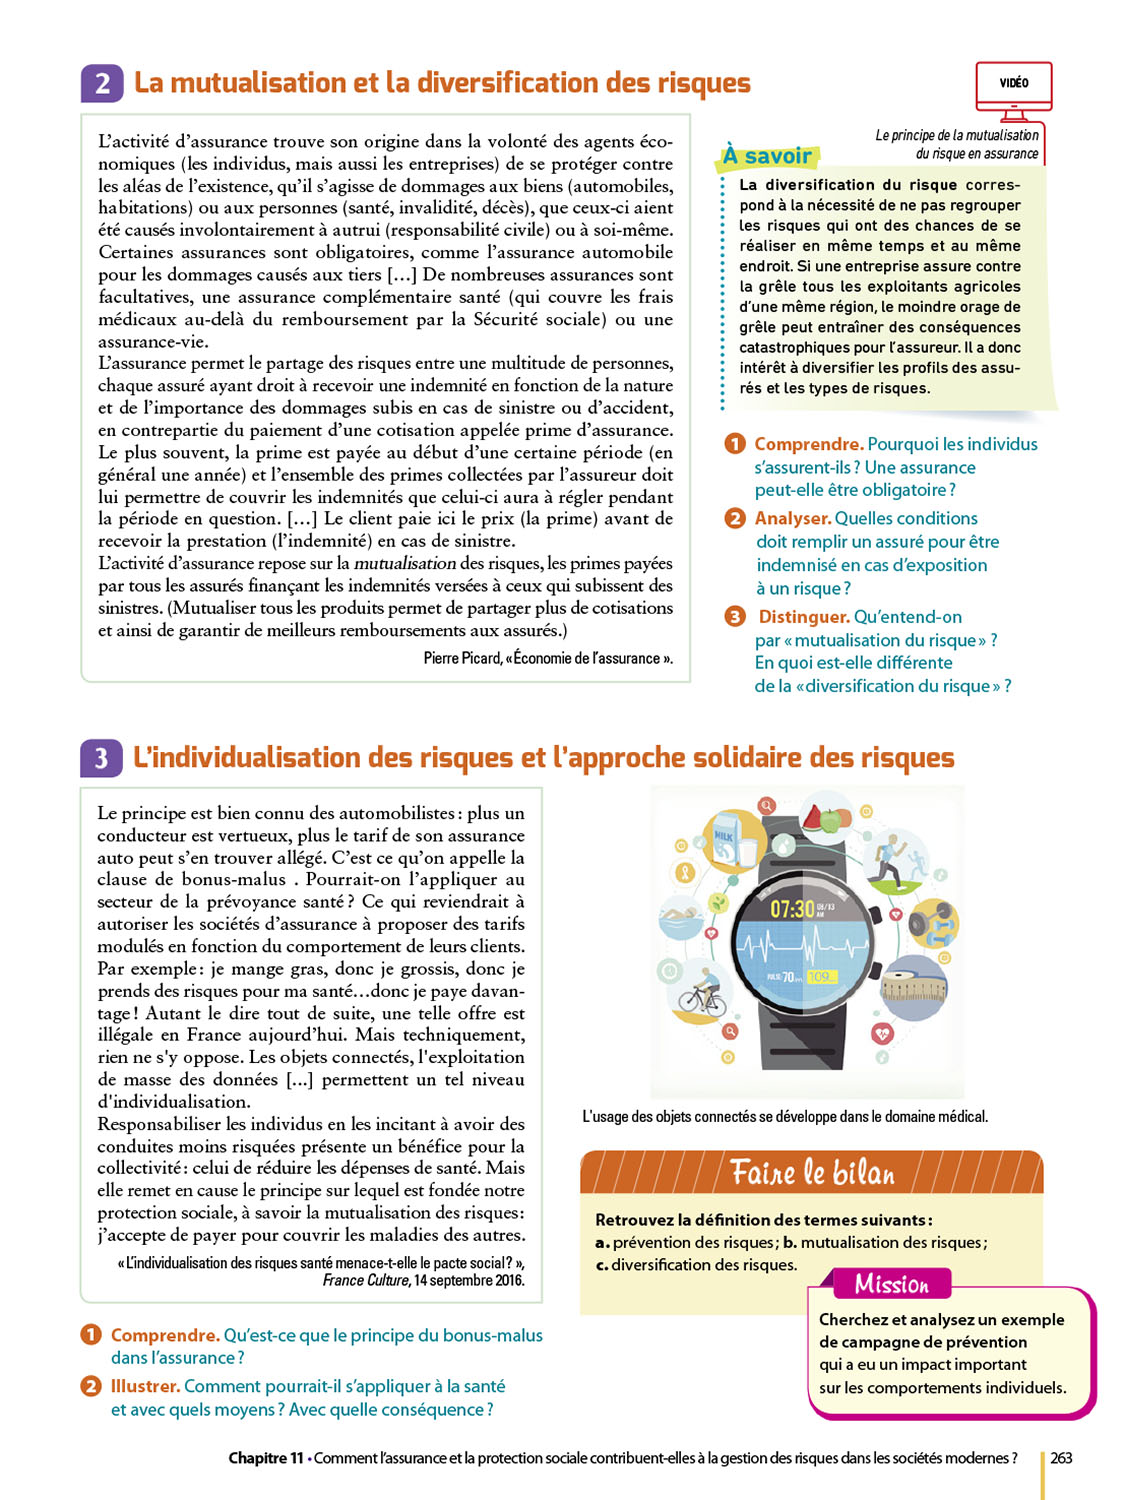 2 La mutualisation et la diversification des risques
L’activité d’assurance trouve son origine dans la volonté des agents éco-
nomiques (les individus, mais aussi les entreprises) de se protéger contre
les aléas de l’existence, qu’il s’agisse de dommages aux biens (automobiles,
habitations) ou aux personnes (santé, invalidité, décès), que ceux-ci aient
été causés involontairement à autrui (responsabilité civile) ou à soi-même.
Certaines assurances sont obligatoires, comme l’assurance automobile
pour les dommages causés aux tiers […] De nombreuses assurances sont
facultatives, une assurance complémentaire santé (qui couvre les frais
médicaux au-delà du remboursement par la Sécurité sociale) ou une
assurance-vie.
L’assurance permet le partage des risques entre une multitude de personnes,
chaque assuré ayant droit à recevoir une indemnité en fonction de la nature
et de l’importance des dommages subis en cas de sinistre ou d’accident,
en contrepartie du paiement d’une cotisation appelée prime d’assurance.
Le plus souvent, la prime est payée au début d’une certaine période (en
général une année) et l’ensemble des primes collectées par l’assureur doit
lui permettre de couvrir les indemnités que celui-ci aura à régler pendant
la période en question. […] Le client paie ici le prix (la prime) avant de
recevoir la prestation (l’indemnité) en cas de sinistre.
L’activité d’assurance repose sur la mutualisation des risques, les primes payées
par tous les assurés finançant les indemnités versées à ceux qui subissent des
sinistres. (Mutualiser tous les produits permet de partager plus de cotisations
et ainsi de garantir de meilleurs remboursements aux assurés.)
Pierre Picard, « Économie de l’assurance ».
VIDÉO
Le principe de la mutualisation
du risque en assurance
À savoir
La diversification du risque corres-
pond à la nécessité de ne pas regrouper
les risques qui ont des chances de se
réaliser en même temps et au même
endroit. Si une entreprise assure contre
la grêle tous les exploitants agricoles
d’une même région, le moindre orage de
grêle peut entraîner des conséquences
catastrophiques pour l’assureur. Il a donc
intérêt à diversifier les profils des assu-
rés et les types de risques.
1 Comprendre. Pourquoi les individus
s’assurent-ils ? Une assurance
peut-elle être obligatoire ?
2 Analyser. Quelles conditions
doit remplir un assuré pour être
indemnisé en cas d’exposition
à un risque ?
3 Distinguer. Qu’entend-on
par « mutualisation du risque » ?
En quoi est-elle différente
de la « diversification du risque » ?
3 L’individualisation des risques et l’approche solidaire des risques
Le principe est bien connu des automobilistes : plus un
conducteur est vertueux, plus le tarif de son assurance
auto peut s’en trouver allégé. C’est ce qu’on appelle la
clause de bonus-malus . Pourrait-on l’appliquer au
secteur de la prévoyance santé ? Ce qui reviendrait à
autoriser les sociétés d’assurance à proposer des tarifs
modulés en fonction du comportement de leurs clients.
Par exemple : je mange gras, donc je grossis, donc je
prends des risques pour ma santé…donc je paye davan-
tage ! Autant le dire tout de suite, une telle offre est
illégale en France aujourd’hui. Mais techniquement,
rien ne s'y oppose. Les objets connectés, l'exploitation
de masse des données [...] permettent un tel niveau
d'individualisation.
Responsabiliser les individus en les incitant à avoir des
conduites moins risquées présente un bénéfice pour la
collectivité : celui de réduire les dépenses de santé. Mais
elle remet en cause le principe sur lequel est fondée notre
protection sociale, à savoir la mutualisation des risques :
j’accepte de payer pour couvrir les maladies des autres.
« L’individualisation des risques santé menace-t-elle le pacte social ? »,
France Culture, 14 septembre 2016.
1 Comprendre. Qu’est-ce que le principe du bonus-malus
dans l’assurance ?
2 Illustrer. Comment pourrait-il s’appliquer à la santé
et avec quels moyens ? Avec quelle conséquence ?
MILK
07:30 08/13
AM
PULSE: 70 109
L'usage des objets connectés se développe dans le domaine médical.
Faire le bilan
Retrouvez la définition des termes suivants :
a. prévention des risques ; b. mutualisation des risques ;
c. diversification des risques.
Mission
Cherchez et analysez un exemple
de campagne de prévention
qui a eu un impact important
sur les comportements individuels.
Chapitre 11 • Comment l’assurance et la protection sociale contribuent-elles à la gestion des risques dans les sociétés modernes ? 263